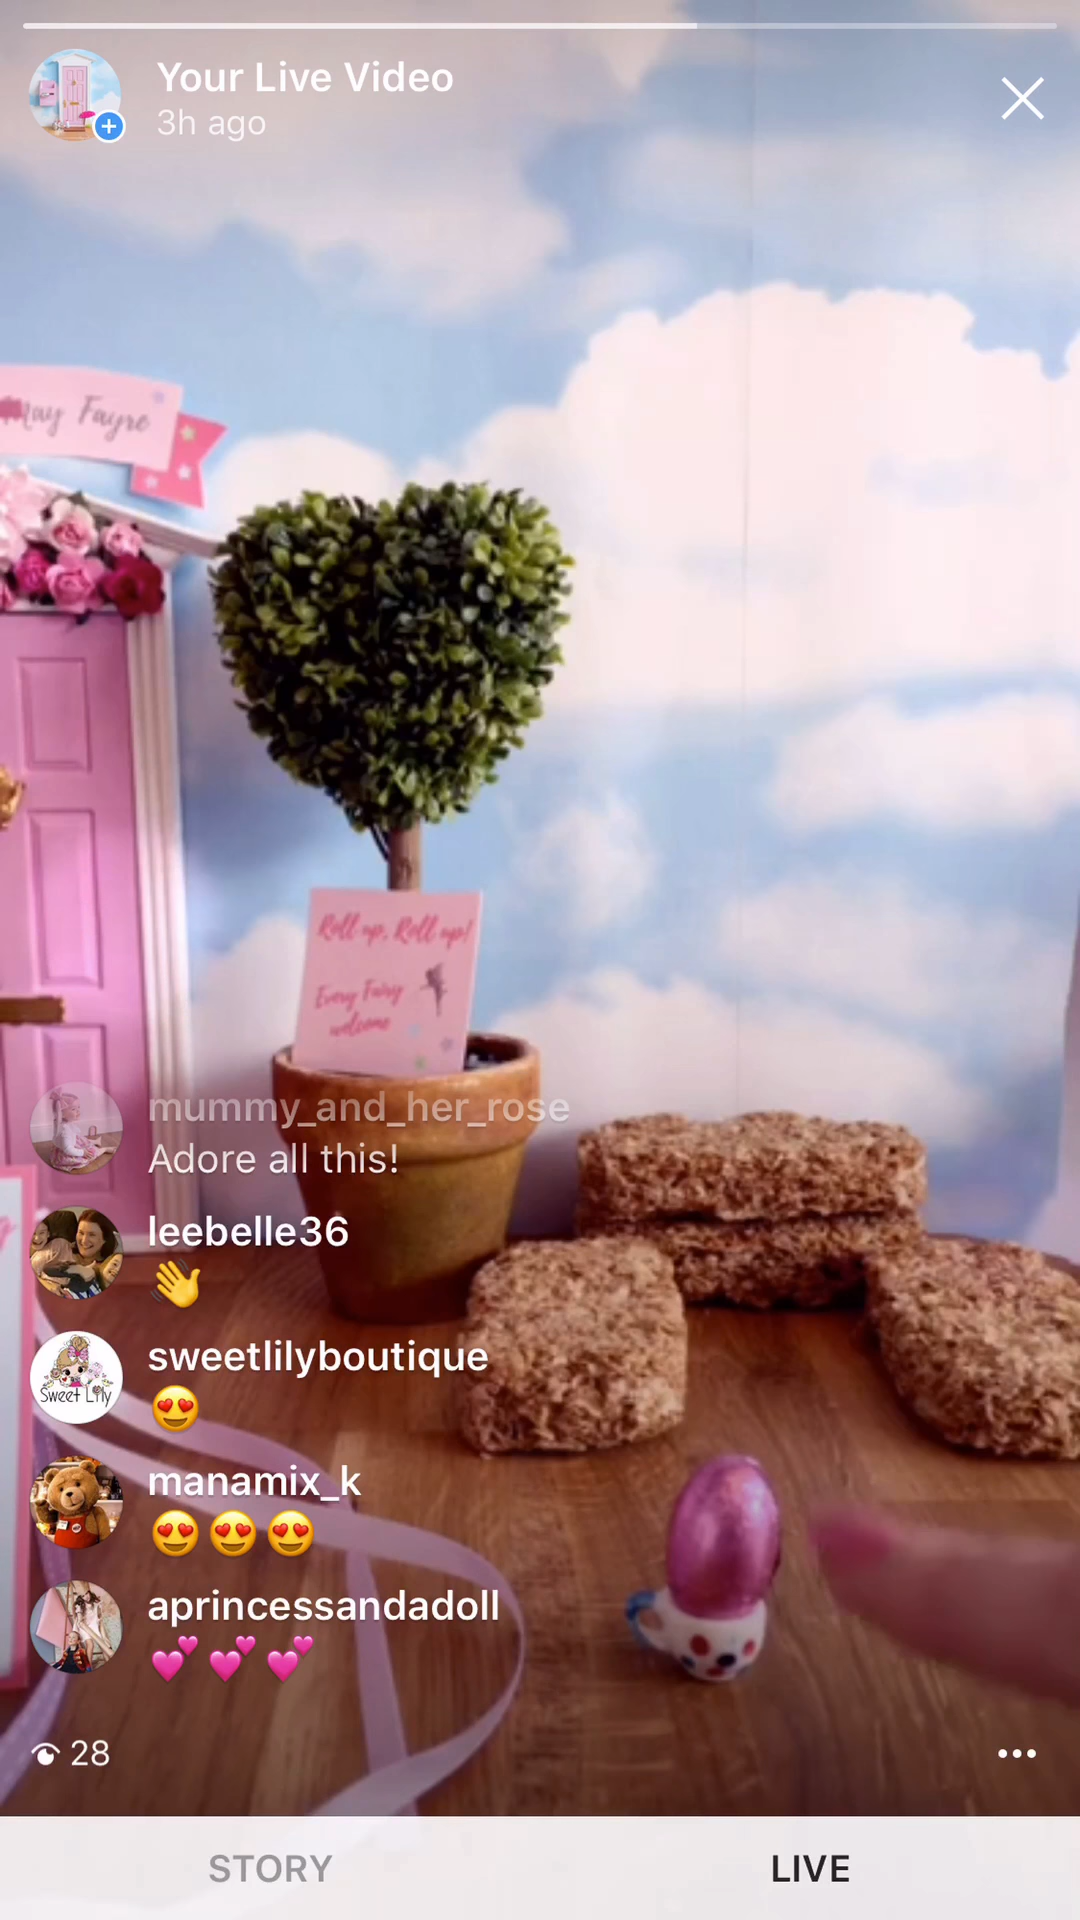 Your Live Video
3h ago
May Fayre
Roll up, Roll up!
Every Fairy
welcome
mummy_and_her_rose
Adore all this!
leebelle36
👋
sweetlilyboutique
Sweet Lily
😍
manamix_k
😍😍😍
aprincessandadoll
💕💕💕
28
STORY
LIVE